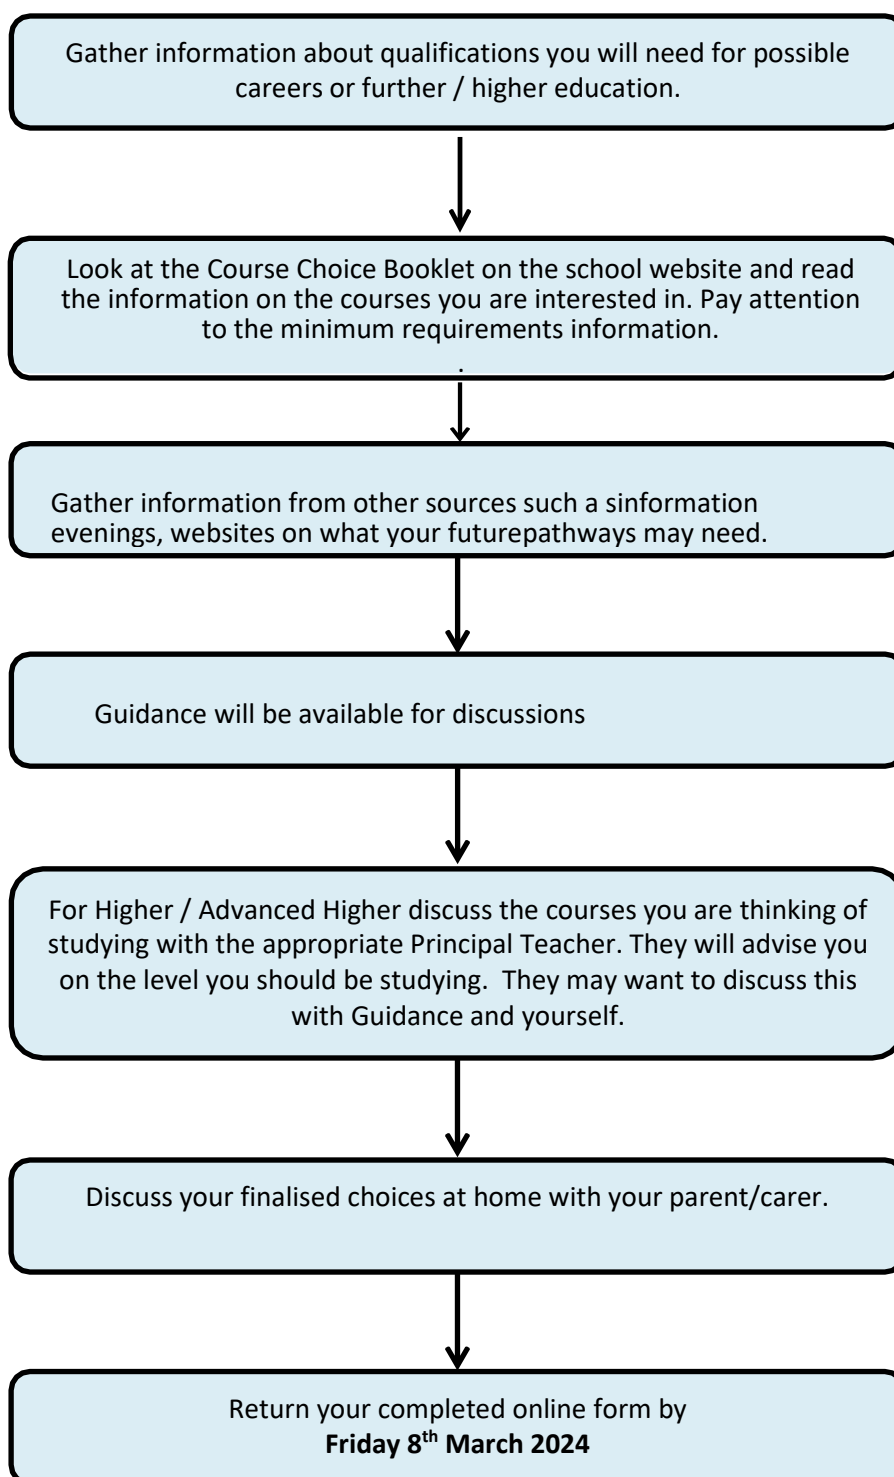 Gather information about qualifications you will need for possible
careers or further / higher education.
Look at the Course Choice Booklet on the school website and read
the information on the courses you are interested in. Pay attention
to the minimum requirements information.
.
Gather information from other sources such a sinformation
evenings, websites on what your futurepathways may need.
Guidance will be available for discussions
For Higher / Advanced Higher discuss the courses you are thinking of
studying with the appropriate Principal Teacher. They will advise you
on the level you should be studying.  They may want to discuss this
with Guidance and yourself.
Discuss your finalised choices at home with your parent/carer.
Return your completed online form by
Friday 8th March 2024